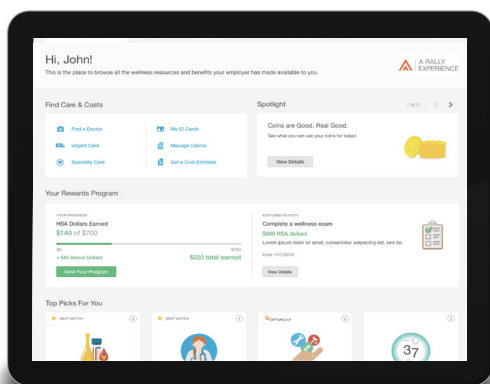 Hi, John!
This is the place to browse all the wellness resources and benefits your employer has made available to you.
A RALLY
EXPERIENCE
Find Care & Costs
Find a Doctor
My ID Cards
Urgent Care
Manage Claims
Specialty Care
Get a Cost Estimate
Spotlight
1 of 3
Coins are Good. Real Good.
See what you can use your coins for today!
View Details
Your Rewards Program
YOUR PROGRESS
HSA Dollars Earned
$140 of $700
$0
$700
+ $80 Bonus Dollars
$220 total earned
View Your Program
FEATURED ACTIVITY
Complete a wellness exam
$000 HSA dollars
Lorem ipsum dolor sit amet, consectetur adipiscing elit, sed do.
View Details
Top Picks For You
BEST MATCH
BEST MATCH
37